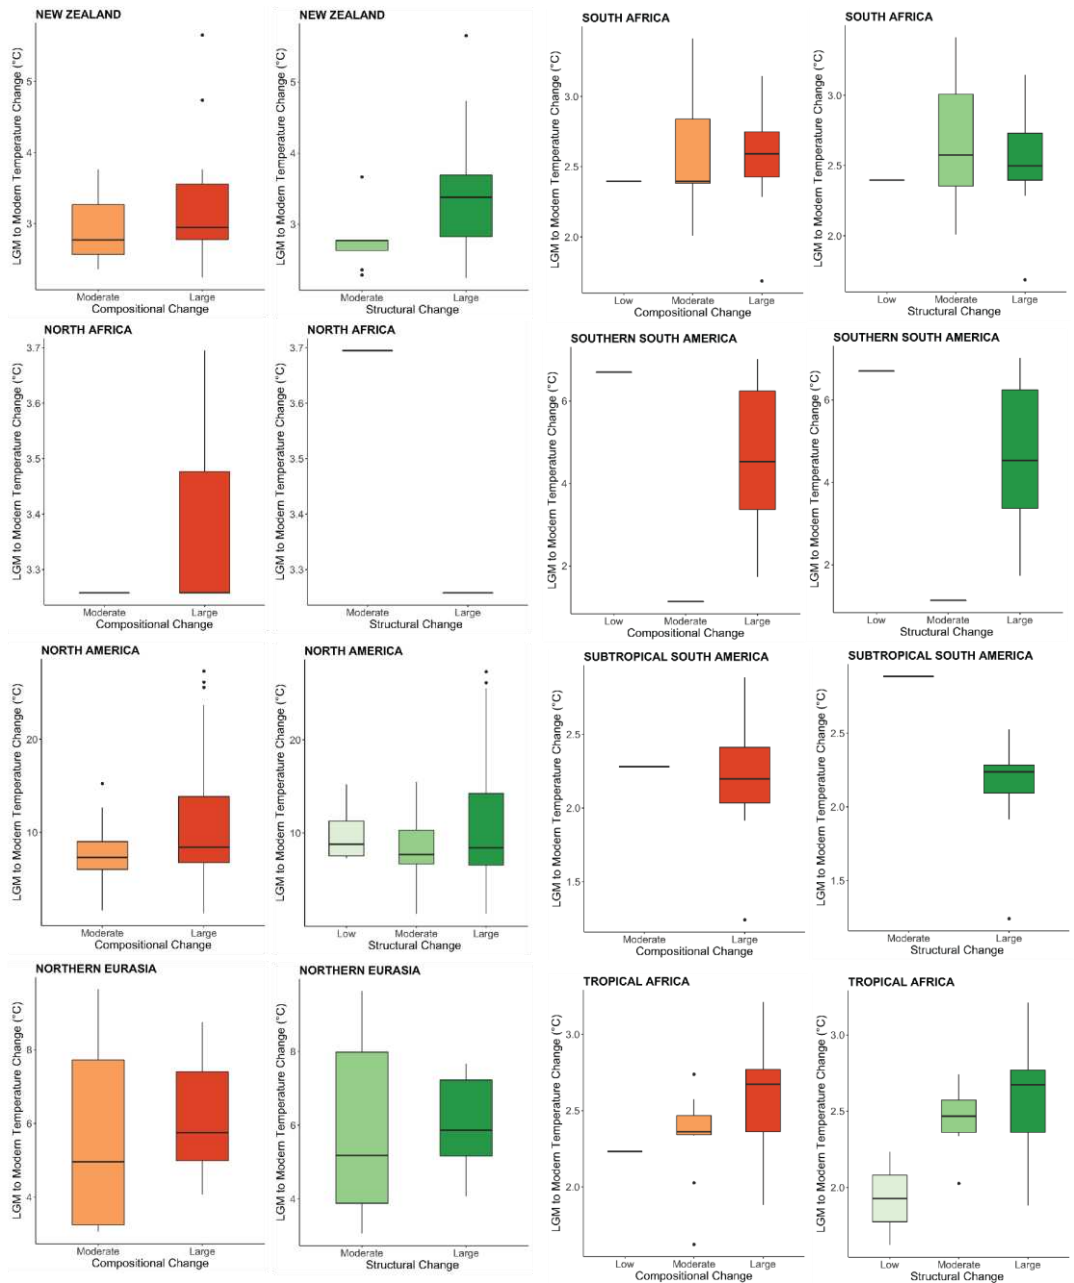 NEW ZEALAND
LGM to Modern Temperature Change (°C)
5
4
3
Moderate
Large
Compositional Change
NEW ZEALAND
LGM to Modern Temperature Change (°C)
5
4
3
Moderate
Large
Structural Change
SOUTH AFRICA
LGM to Modern Temperature Change (°C)
3.0
2.5
2.0
Low
Moderate
Large
Compositional Change
SOUTH AFRICA
LGM to Modern Temperature Change (°C)
3.0
2.5
2.0
Low
Moderate
Large
Structural Change
NORTH AFRICA
LGM to Modern Temperature Change (°C)
3.7
3.6
3.5
3.4
3.3
Moderate
Large
Compositional Change
NORTH AFRICA
LGM to Modern Temperature Change (°C)
3.7
3.6
3.5
3.4
3.3
Moderate
Large
Structural Change
SOUTHERN SOUTH AMERICA
LGM to Modern Temperature Change (°C)
6
4
2
Low
Moderate
Large
Compositional Change
SOUTHERN SOUTH AMERICA
LGM to Modern Temperature Change (°C)
6
4
2
Low
Moderate
Large
Structural Change
NORTH AMERICA
LGM to Modern Temperature Change (°C)
20
10
Moderate
Large
Compositional Change
NORTH AMERICA
LGM to Modern Temperature Change (°C)
20
10
Low
Moderate
Large
Structural Change
SUBTROPICAL SOUTH AMERICA
LGM to Modern Temperature Change (°C)
2.5
2.0
1.5
Moderate
Large
Compositional Change
SUBTROPICAL SOUTH AMERICA
LGM to Modern Temperature Change (°C)
2.5
2.0
1.5
Moderate
Large
Structural Change
NORTHERN EURASIA
LGM to Modern Temperature Change (°C)
8
6
4
Moderate
Large
Compositional Change
NORTHERN EURASIA
LGM to Modern Temperature Change (°C)
8
6
4
Moderate
Large
Structural Change
TROPICAL AFRICA
LGM to Modern Temperature Change (°C)
3.0
2.5
2.0
Low
Moderate
Large
Compositional Change
TROPICAL AFRICA
LGM to Modern Temperature Change (°C)
3.0
2.5
2.0
Low
Moderate
Large
Structural Change